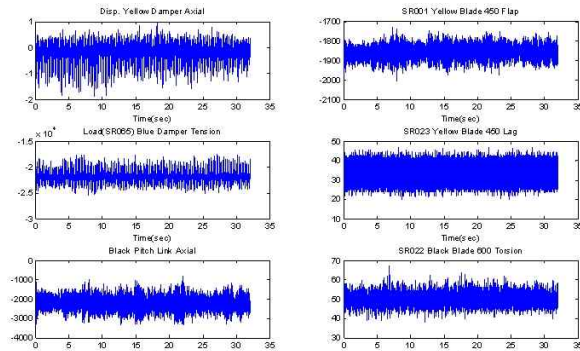 Disp. Yellow Damper Axial
1
0
-1
-2
0 5 10 15 20 25 30 35
Time(sec)
SR001 Yellow Blade 450 Flap
-1700
-1800
-1900
-2000
-2100
0 5 10 15 20 25 30 35
Time(sec)
× 10⁴
Load(SR065) Blue Damper Tension
-1.5
-2
-2.5
-3
0 5 10 15 20 25 30 35
Time(sec)
SR023 Yellow Blade 450 Lag
50
40
30
20
10
0 5 10 15 20 25 30 35
Time(sec)
Black Pitch Link Axial
0
-1000
-2000
-3000
-4000
0 5 10 15 20 25 30 35
SR022 Black Blade 600 Torsion
70
60
50
40
30
0 5 10 15 20 25 30 35